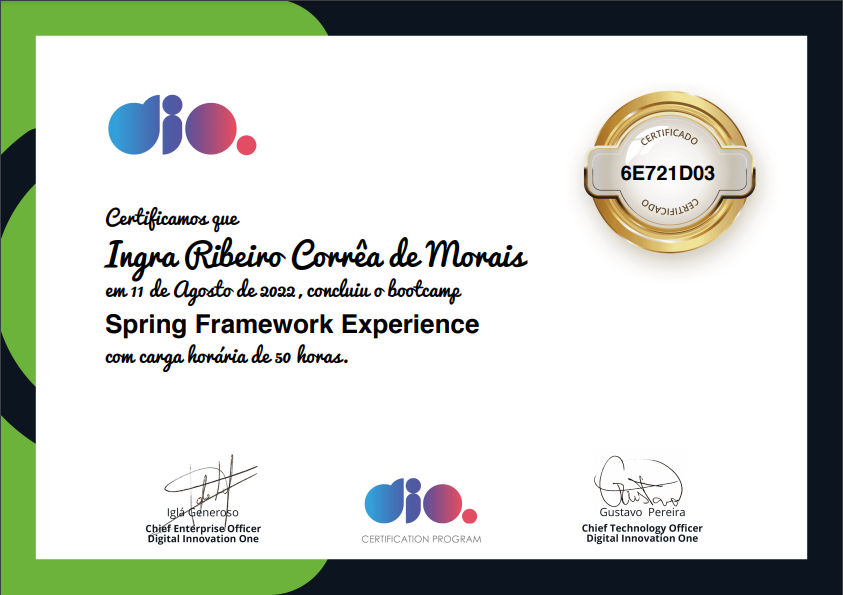 dio.
CERTIFICADO
6E721D03
CERTIFICADO
Certificamos que
Ingra Ribeiro Corrêa de Morais
em 11 de Agosto de 2022, concluiu o bootcamp
Spring Framework Experience
com carga horária de 50 horas.
Iglá Generoso
Chief Enterprise Officer
Digital Innovation One
dio.
CERTIFICATION PROGRAM
Gustavo
Gustavo Pereira
Chief Technology Officer
Digital Innovation One